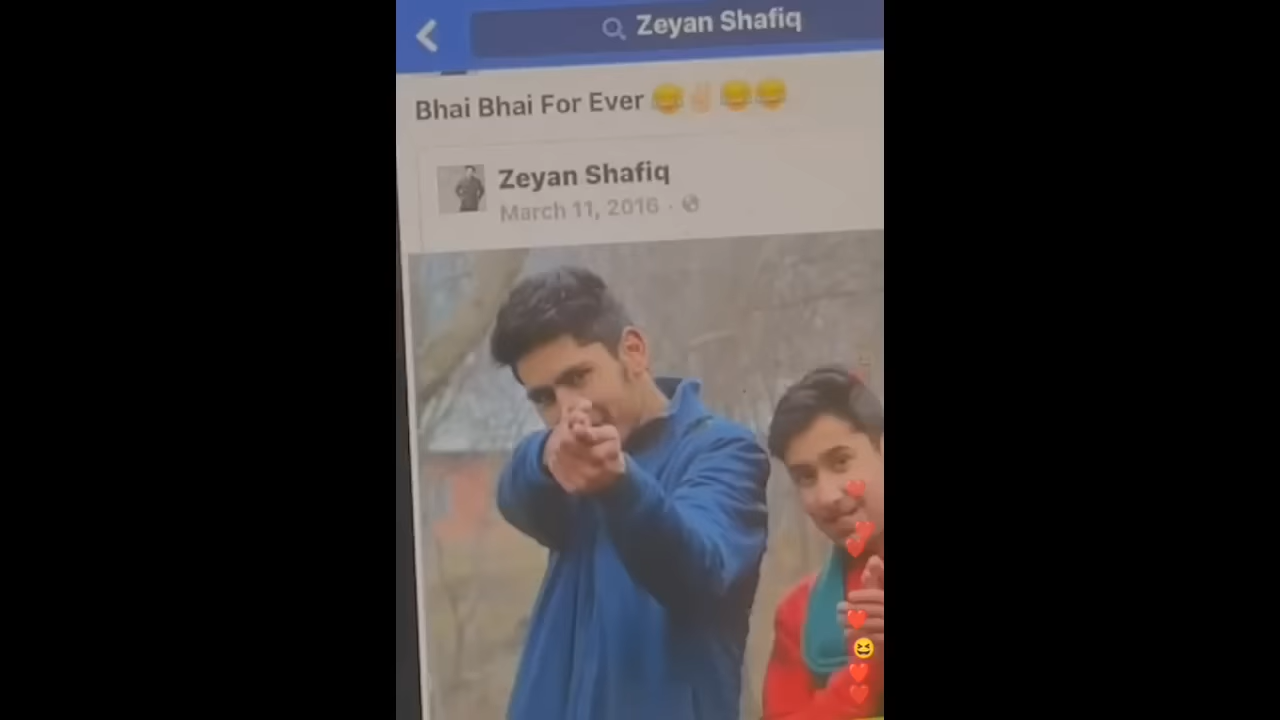 Zeyan Shafiq
Bhai Bhai For Ever 😂✌🏻😂😂
Zeyan Shafiq
March 11, 2016 ·